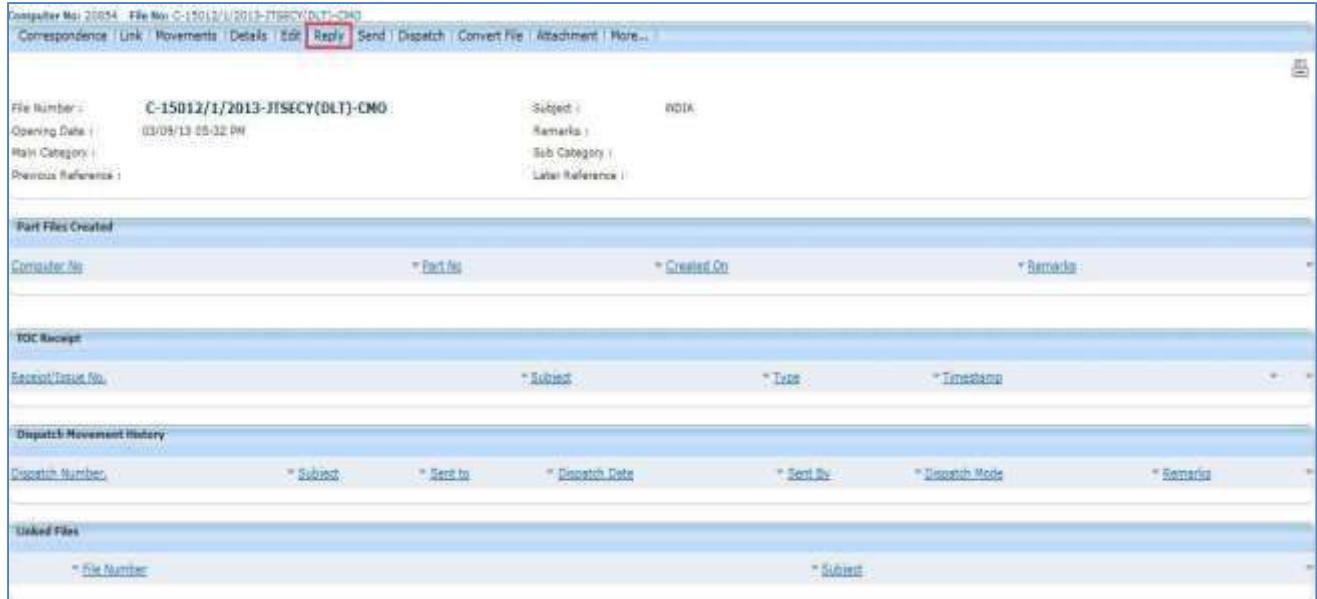 Computer No: 20854 File No: C-15012/1/2013-JTSECY(DLT)-CMO
Correspondence | Link | Movements | Details | Edit | Reply | Send | Dispatch | Convert File | Attachment | More...
File Number : C-15012/1/2013-JTSECY(DLT)-CMO Subject : INDIA
Opening Date : 03/09/13 05:32 PM Remarks :
Main Category : Sub Category :
Previous Reference : Later Reference :
Part Files Created
Computer No Part No Created On Remarks
TOC Receipt
Receipt/Issue No. Subject Type Timestamp
Dispatch Movement History
Dispatch Number. Subject Sent to Dispatch Date Sent By Dispatch Mode Remarks
Linked Files
File Number Subject